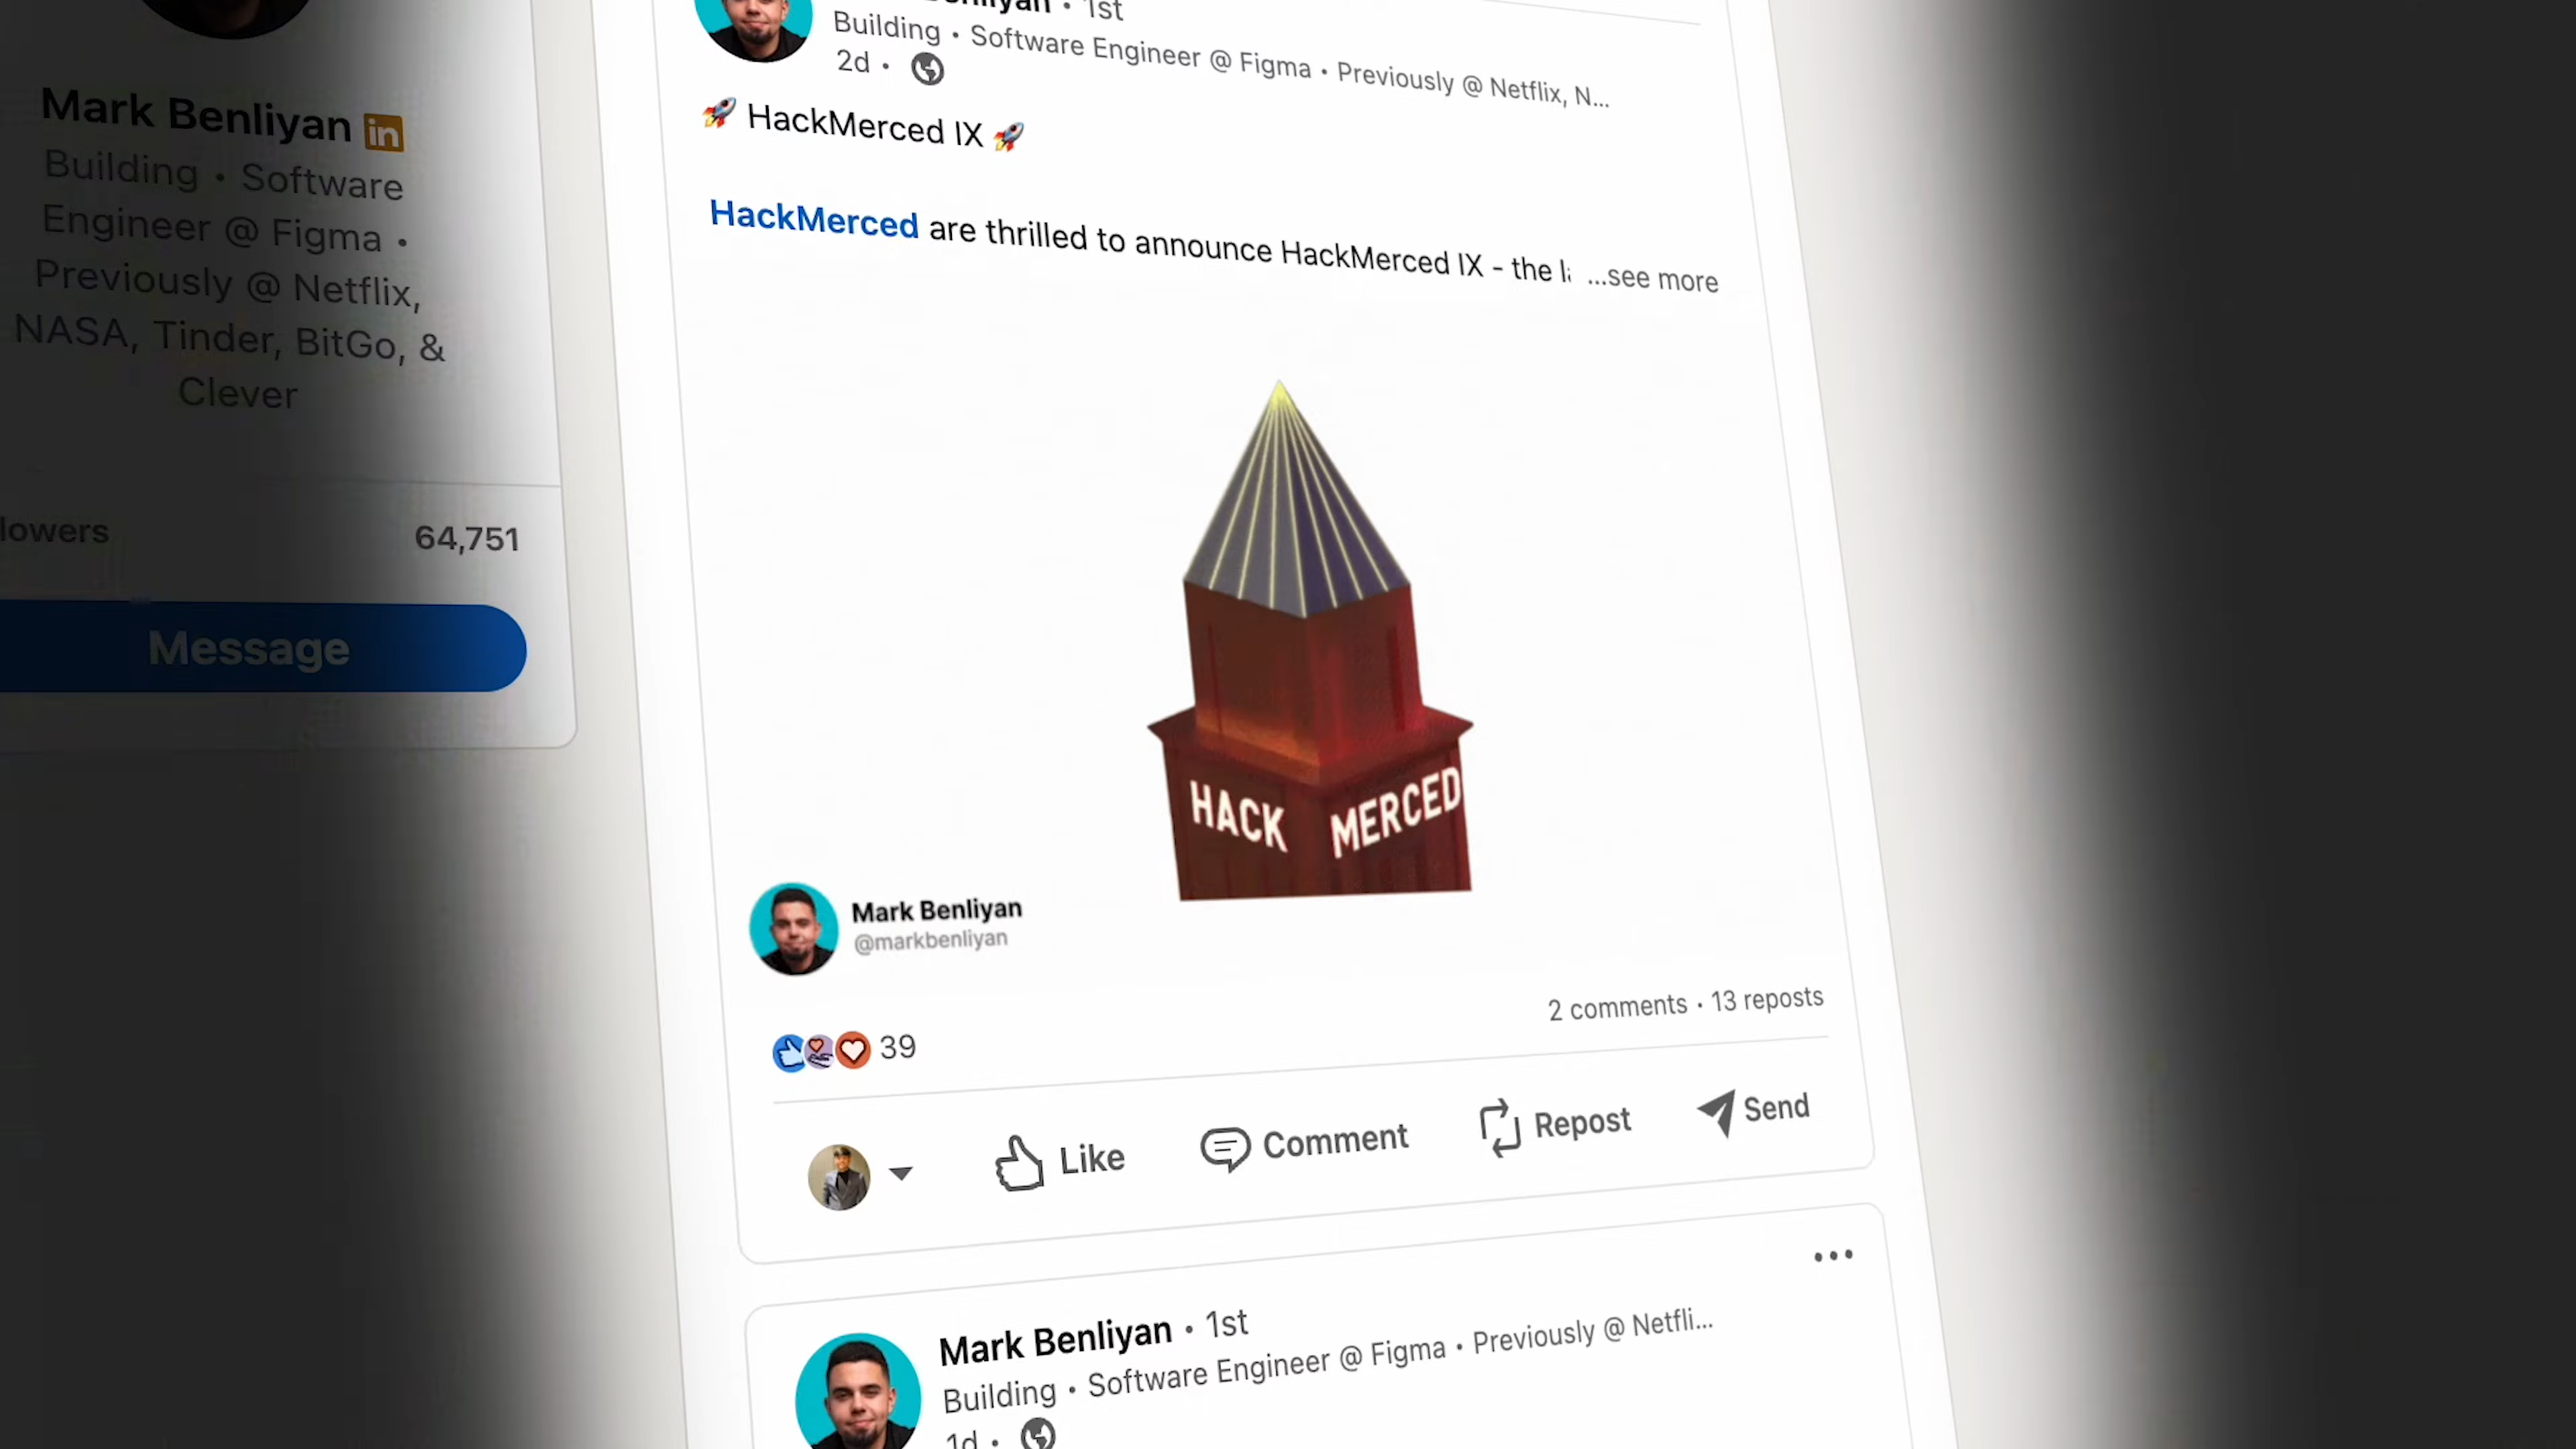 Mark Benliyan in
Building • Software
Engineer @ Figma •
Previously @ Netflix,
NASA, Tinder, BitGo, &
Clever
lowers 64,751
Message
• 1st
Building • Software Engineer @ Figma • Previously @ Netflix, N...
2d •
🚀 HackMerced IX 🚀
HackMerced are thrilled to announce HackMerced IX - the ...see more
HACK MERCED
Mark Benliyan
@markbenliyan
39
2 comments • 13 reposts
Like Comment Repost Send
Mark Benliyan • 1st
Building • Software Engineer @ Figma • Previously @ Netfli...
1d •